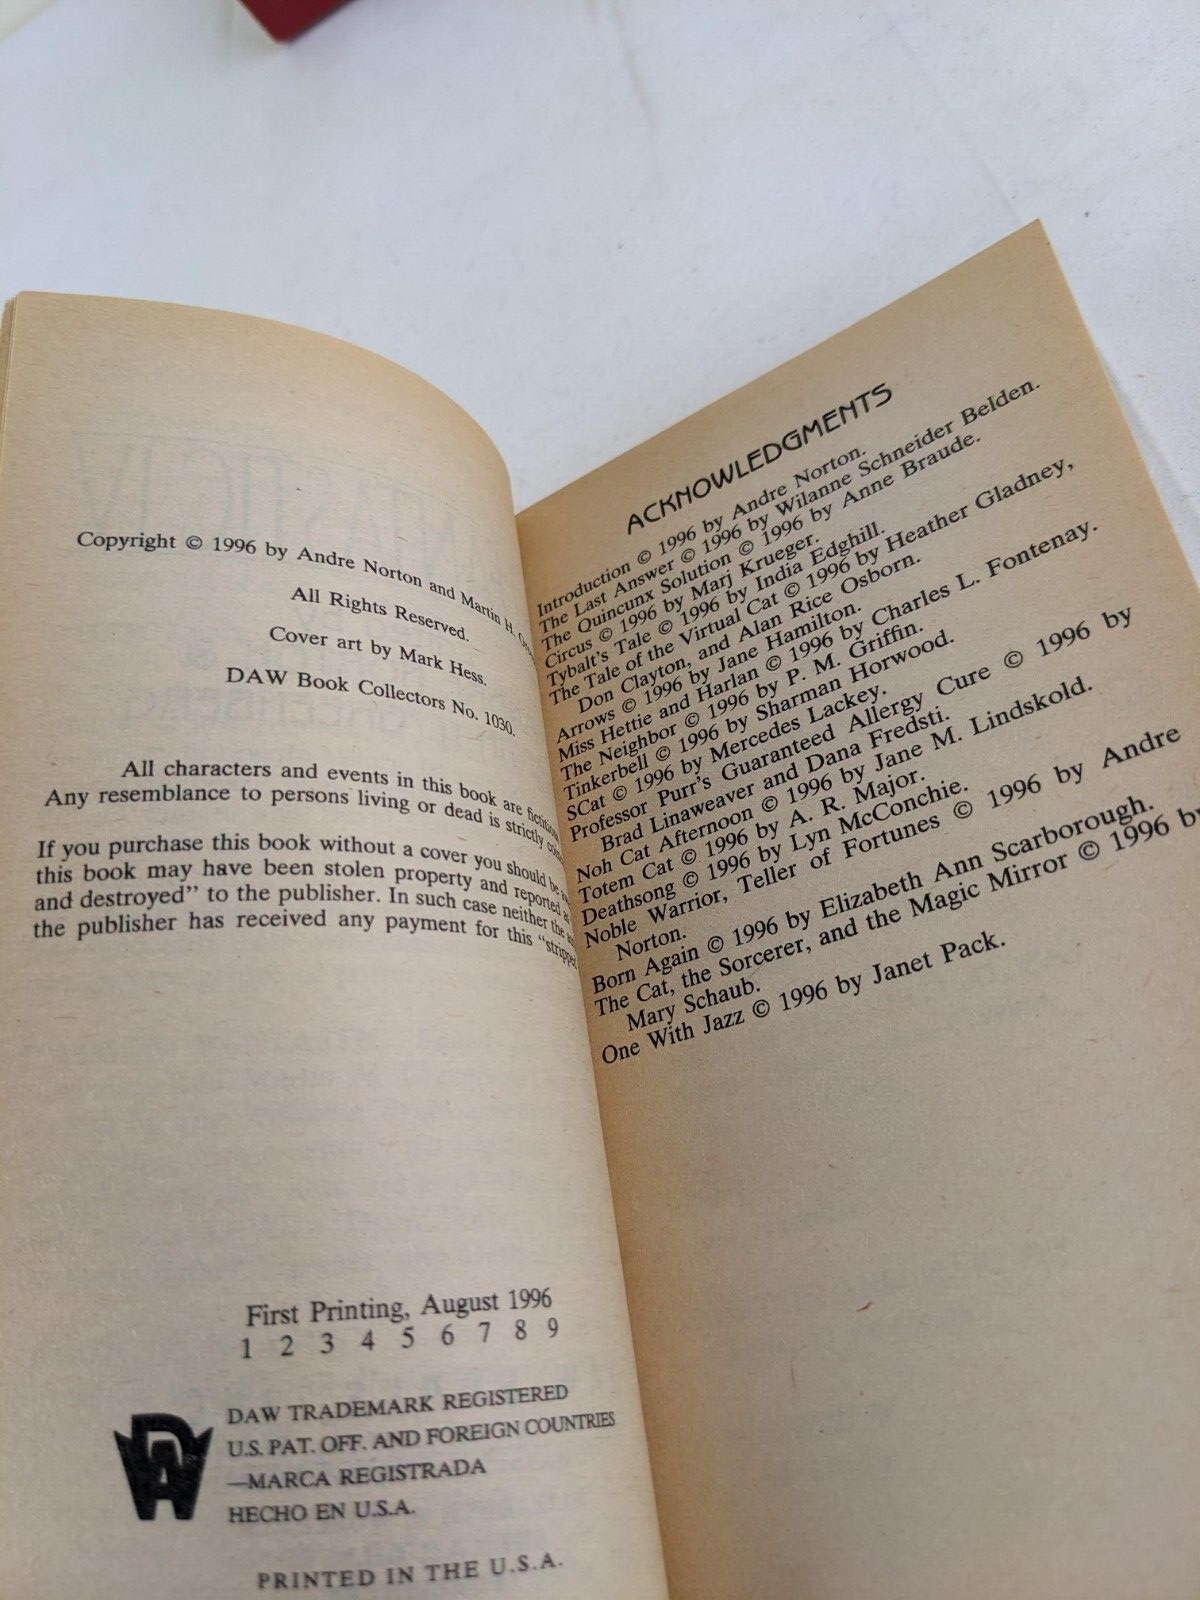 Copyright © 1996 by Andre Norton and Martin H.
All Rights Reserved.
Cover art by Mark Hess.
DAW Book Collectors No. 1030.
All characters and events in this book are
Any resemblance to persons living or dead is strictly
If you purchase this book without a cover you should be
this book may have been stolen property and reported
and destroyed” to the publisher. In such case neither the
the publisher has received any payment for this
First Printing, August 1996
1 2 3 4 5 6 7 8 9
DAW
DAW TRADEMARK REGISTERED
U.S. PAT. OFF. AND FOREIGN COUNTRIES
—MARCA REGISTRADA
HECHO EN U.S.A.
PRINTED IN THE U.S.A.
ACKNOWLEDGMENTS
Introduction © 1996 by Andre Norton.
The Last Answer © 1996 by Wilanne Schneider Belden.
The Quincunx Solution © 1996 by Anne Braude.
Circus © 1996 by Marj Krueger.
Tybalt's Tale © 1996 by India Edghill.
The Tale of the Virtual Cat © 1996 by Heather Gladney,
Don Clayton, and Alan Rice Osborn.
Arrows © 1996 by Jane Hamilton.
Miss Hettie and Harlan © 1996 by Charles L. Fontenay.
The Neighbor © 1996 by P. M. Griffin.
Tinkerbell © 1996 by Sharman Horwood.
SCat © 1996 by Mercedes Lackey.
Professor Purr's Guaranteed Allergy Cure © 1996 by
Brad Linaweaver and Dana Fredsti.
Noh Cat Afternoon © 1996 by Jane M. Lindskold.
Totem Cat © 1996 by A. R. Major.
Deathsong © 1996 by Lyn McConchie.
Noble Warrior, Teller of Fortunes © 1996 by Andre
Norton.
Born Again © 1996 by Elizabeth Ann Scarborough.
The Cat, the Sorcerer, and the Magic Mirror © 1996 by
Mary Schaub.
One With Jazz © 1996 by Janet Pack.